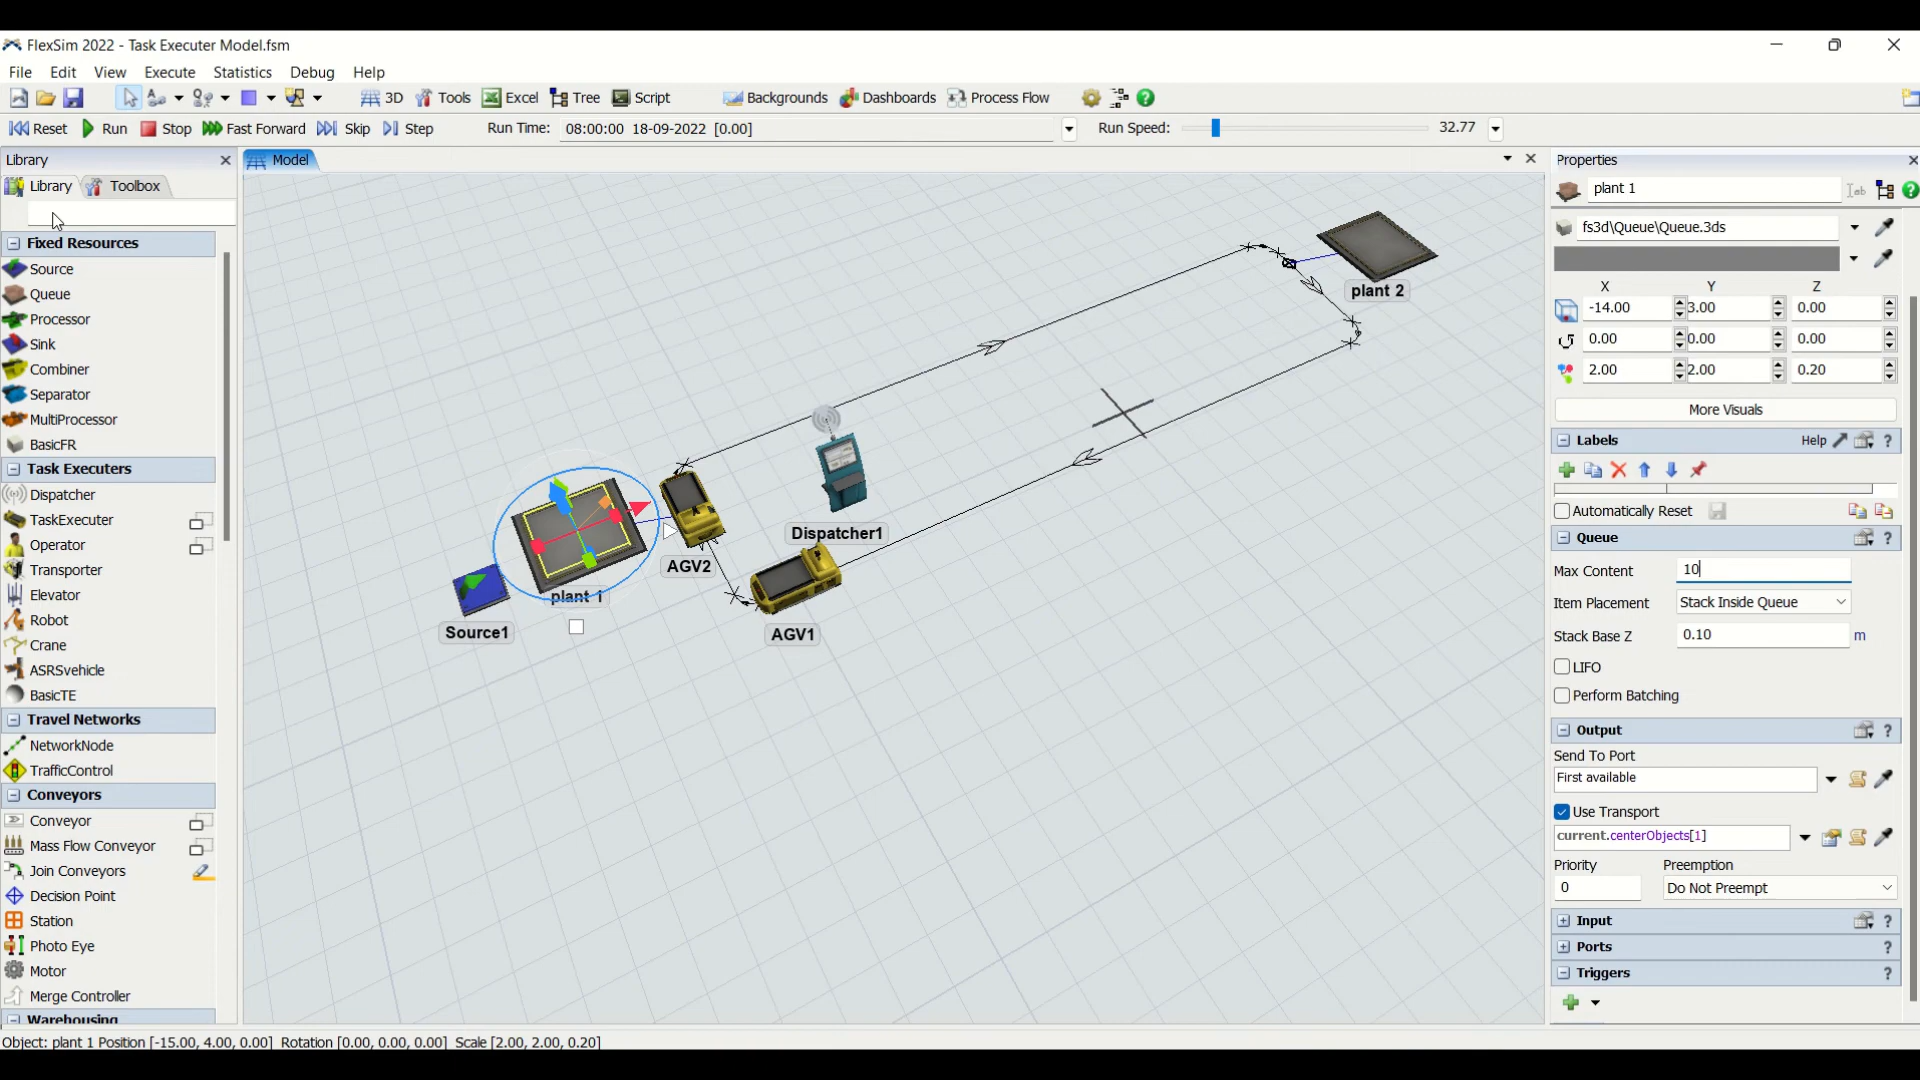 FlexSim 2022 - Task Executer Model.fsm
File Edit View Execute Statistics Debug Help
3D Tools Excel Tree Script Backgrounds Dashboards Process Flow
Reset Run Stop Fast Forward Skip Step Run Time: 08:00:00 18-09-2022 [0.00] Run Speed: 32.77
Library
Library Toolbox
Fixed Resources
Source
Queue
Processor
Sink
Combiner
Separator
MultiProcessor
BasicFR
Task Executers
Dispatcher
TaskExecuter
Operator
Transporter
Elevator
Robot
Crane
ASRSvehicle
BasicTE
Travel Networks
NetworkNode
TrafficControl
Conveyors
Conveyor
Mass Flow Conveyor
Join Conveyors
Decision Point
Station
Photo Eye
Motor
Merge Controller
Warehousing
Model
plant 2
Dispatcher1
AGV2
plant 1
Source1
AGV1
Properties
plant 1
fs3d\Queue\Queue.3ds
X Y Z
-14.00 3.00 0.00
0.00 0.00 0.00
2.00 2.00 0.20
More Visuals
Labels Help ?
Automatically Reset
Queue ?
Max Content 10
Item Placement Stack Inside Queue
Stack Base Z 0.10 m
LIFO
Perform Batching
Output ?
Send To Port
First available
Use Transport
current.centerObjects[1]
Priority Preemption
0 Do Not Preempt
Input ?
Ports ?
Triggers ?
Object: plant 1 Position [-15.00, 4.00, 0.00] Rotation [0.00, 0.00, 0.00] Scale [2.00, 2.00, 0.20]